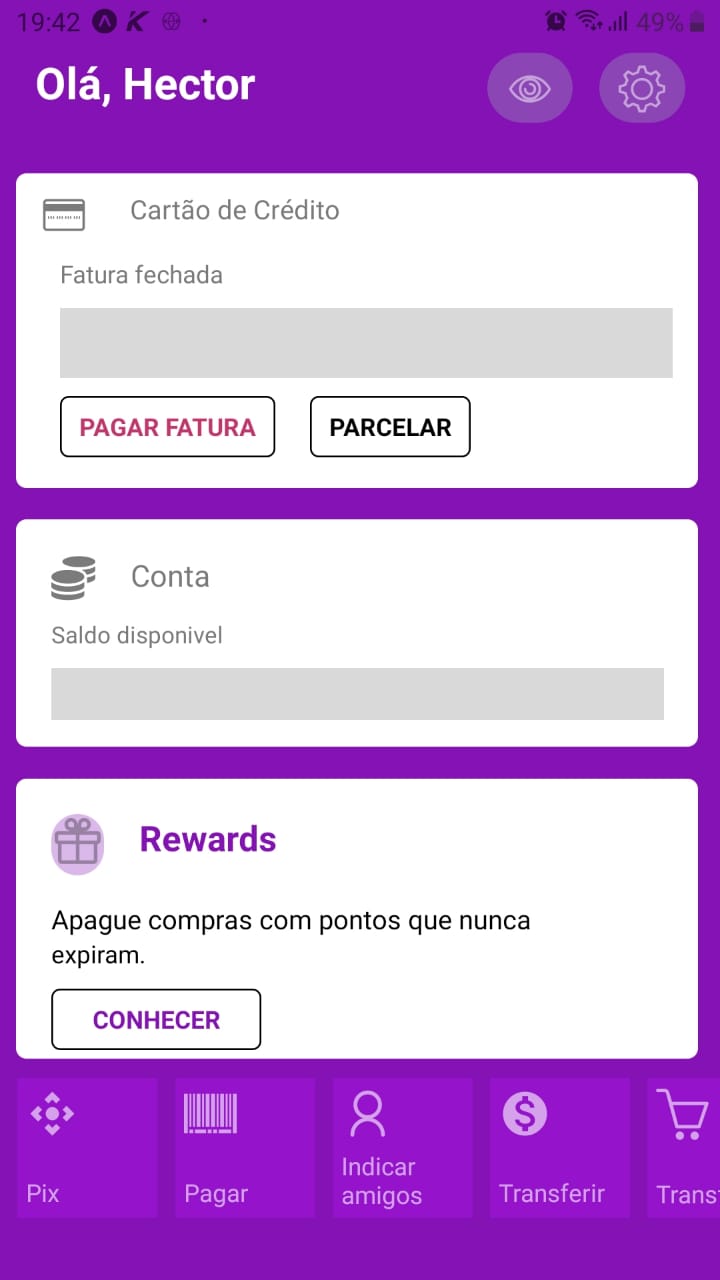 19:42
49%
Olá, Hector
Cartão de Crédito
Fatura fechada
PAGAR FATURA
PARCELAR
Conta
Saldo disponivel
Rewards
Apague compras com pontos que nunca
expiram.
CONHECER
Pix
Pagar
Indicar
amigos
Transferir
Trans